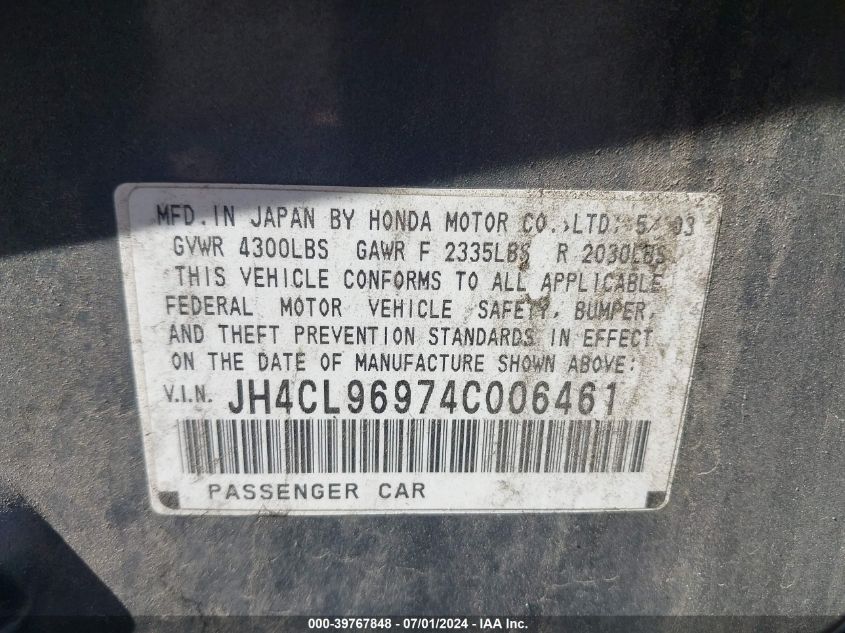 MFD.IN JAPAN BY HONDA MOTOR CO.,LTD. 5/03
GVWR 4300LBS GAWR F 2335LBS R 2030LBS
THIS VEHICLE CONFORMS TO ALL APPLICABLE
FEDERAL MOTOR VEHICLE SAFETY, BUMPER,
AND THEFT PREVENTION STANDARDS IN EFFECT
ON THE DATE OF MANUFACTURE SHOWN ABOVE:
V.I.N. JH4CL96974C006461
PASSENGER CAR
000-39767848 / 07/01/2024 - IAA Inc.